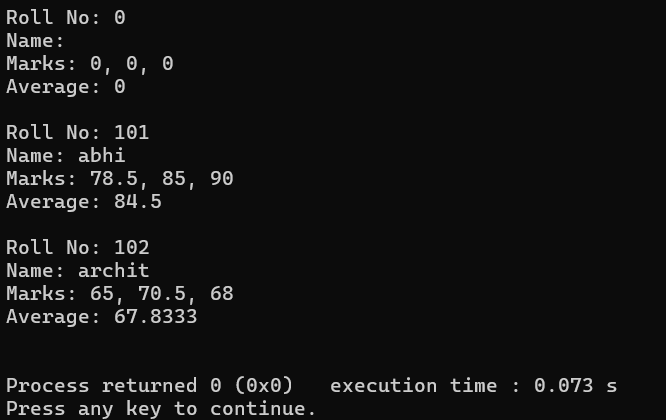 Roll No: 0
Name:
Marks: 0, 0, 0
Average: 0
Roll No: 101
Name: abhi
Marks: 78.5, 85, 90
Average: 84.5
Roll No: 102
Name: archit
Marks: 65, 70.5, 68
Average: 67.8333
Process returned 0 (0x0)   execution time : 0.073 s
Press any key to continue.